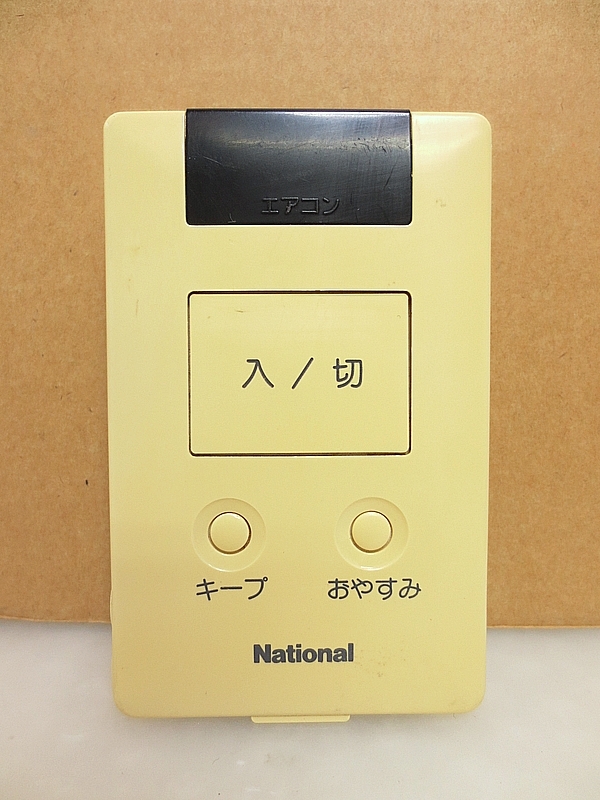 エアコン
入 / 切
キープ おやすみ
National